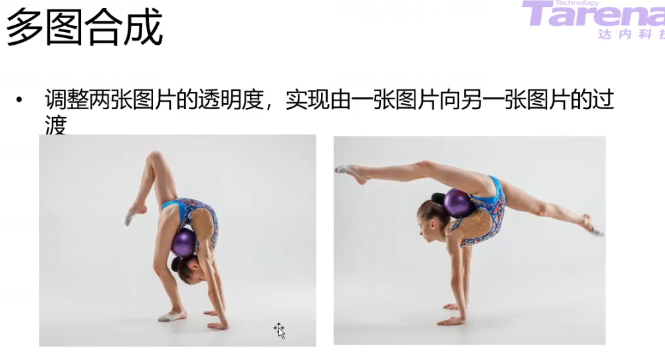 多图合成
Technology
Tarena
达内科技
• 调整两张图片的透明度，实现由一张图片向另一张图片的过
渡